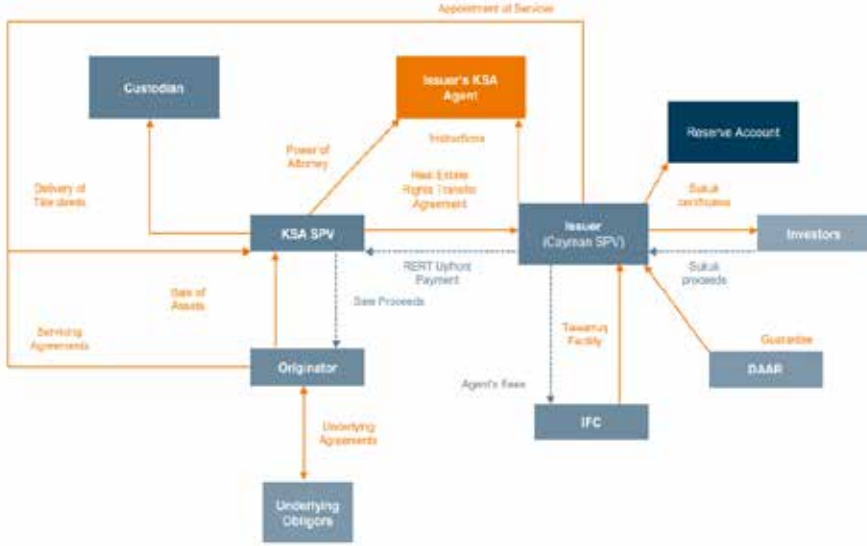 Appointment of Services
Custodian
Issuer's KSA
Agent
Reserve Account
Power of
Attorney
Instructions
Delivery of
Title deeds
Real Estate
Rights Transfer
Agreement
Sukuk
certificates
KSA SPV
Issuer
(Cayman SPV)
Investors
RERT Upfront
Payment
Sukuk
proceeds
Sale of
Assets
Sale Proceeds
Servicing
Agreements
Tawarruq
Facility
Guarantee
Originator
DAAR
Agent's Fees
IFC
Underlying
Agreements
Underlying
Obligors